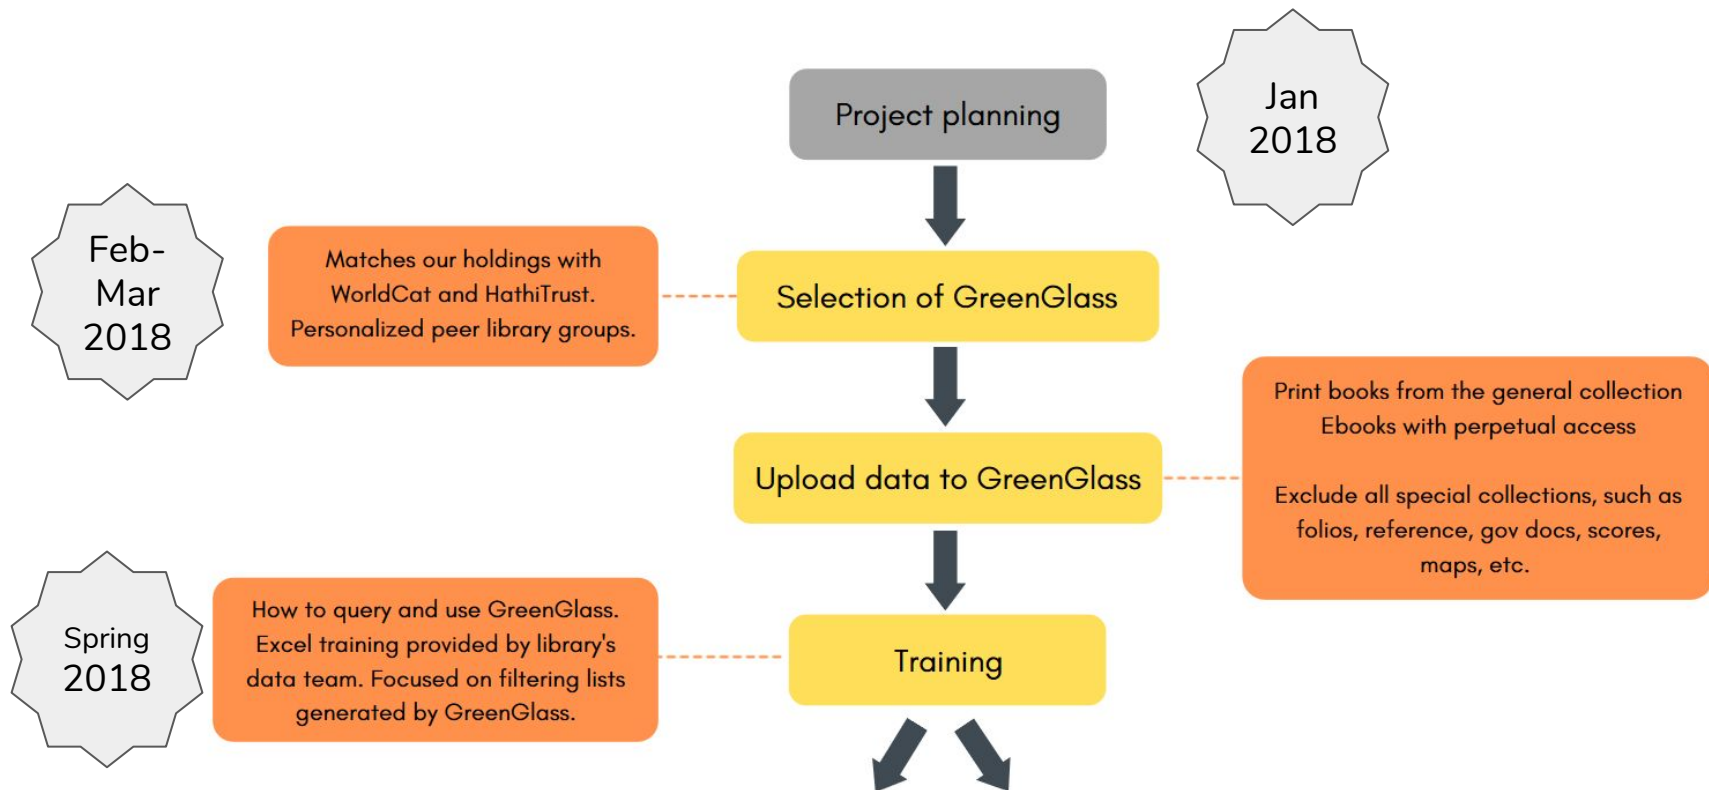 Project planning
Jan
2018
Feb-
Mar
2018
Matches our holdings with
WorldCat and HathiTrust.
Personalized peer library groups.
Selection of GreenGlass
Upload data to GreenGlass
Print books from the general collection
Ebooks with perpetual access
Exclude all special collections, such as
folios, reference, gov docs, scores,
maps, etc.
Spring
2018
How to query and use GreenGlass.
Excel training provided by library's
data team. Focused on filtering lists
generated by GreenGlass.
Training